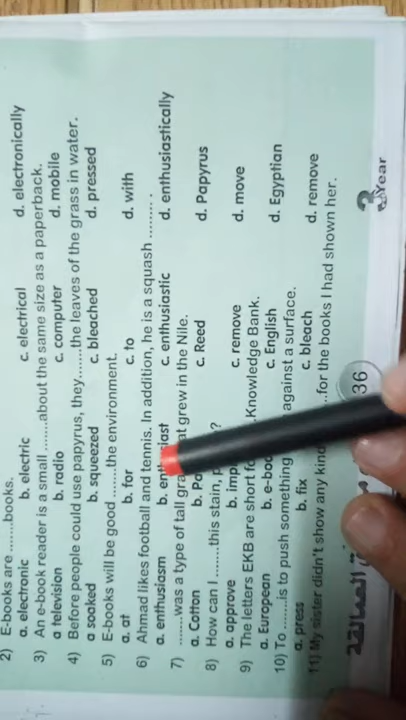 2) E-books are ........books.
a. electronic b. electric c. electrical d. electronically
3) An e-book reader is a small ........about the same size as a paperback.
a television b. radio c. computer d. mobile
4) Before people could use papyrus, they........the leaves of the grass in water.
a soaked b. squeezed c. bleached d. pressed
5) E-books will be good ........the environment.
a. at b. for c. to d. with
6) Ahmad likes football and tennis. In addition, he is a squash ........ .
a. enthusiasm b. c. enthusiastic d. enthusiastically
7) ........was a type of tall grew in the Nile.
a. Cotton b. c. Reed d. Papyrus
8) How can I ........this stain, ?
a. approve b. c. remove d. move
9) The letters EKB are short .Knowledge Bank.
a. European b. c. English d. Egyptian
10) To ........is to push something against a surface.
a. press b. fix c. bleach d. remove
11) My sister didn't show any for the books I had shown her.
36
Year